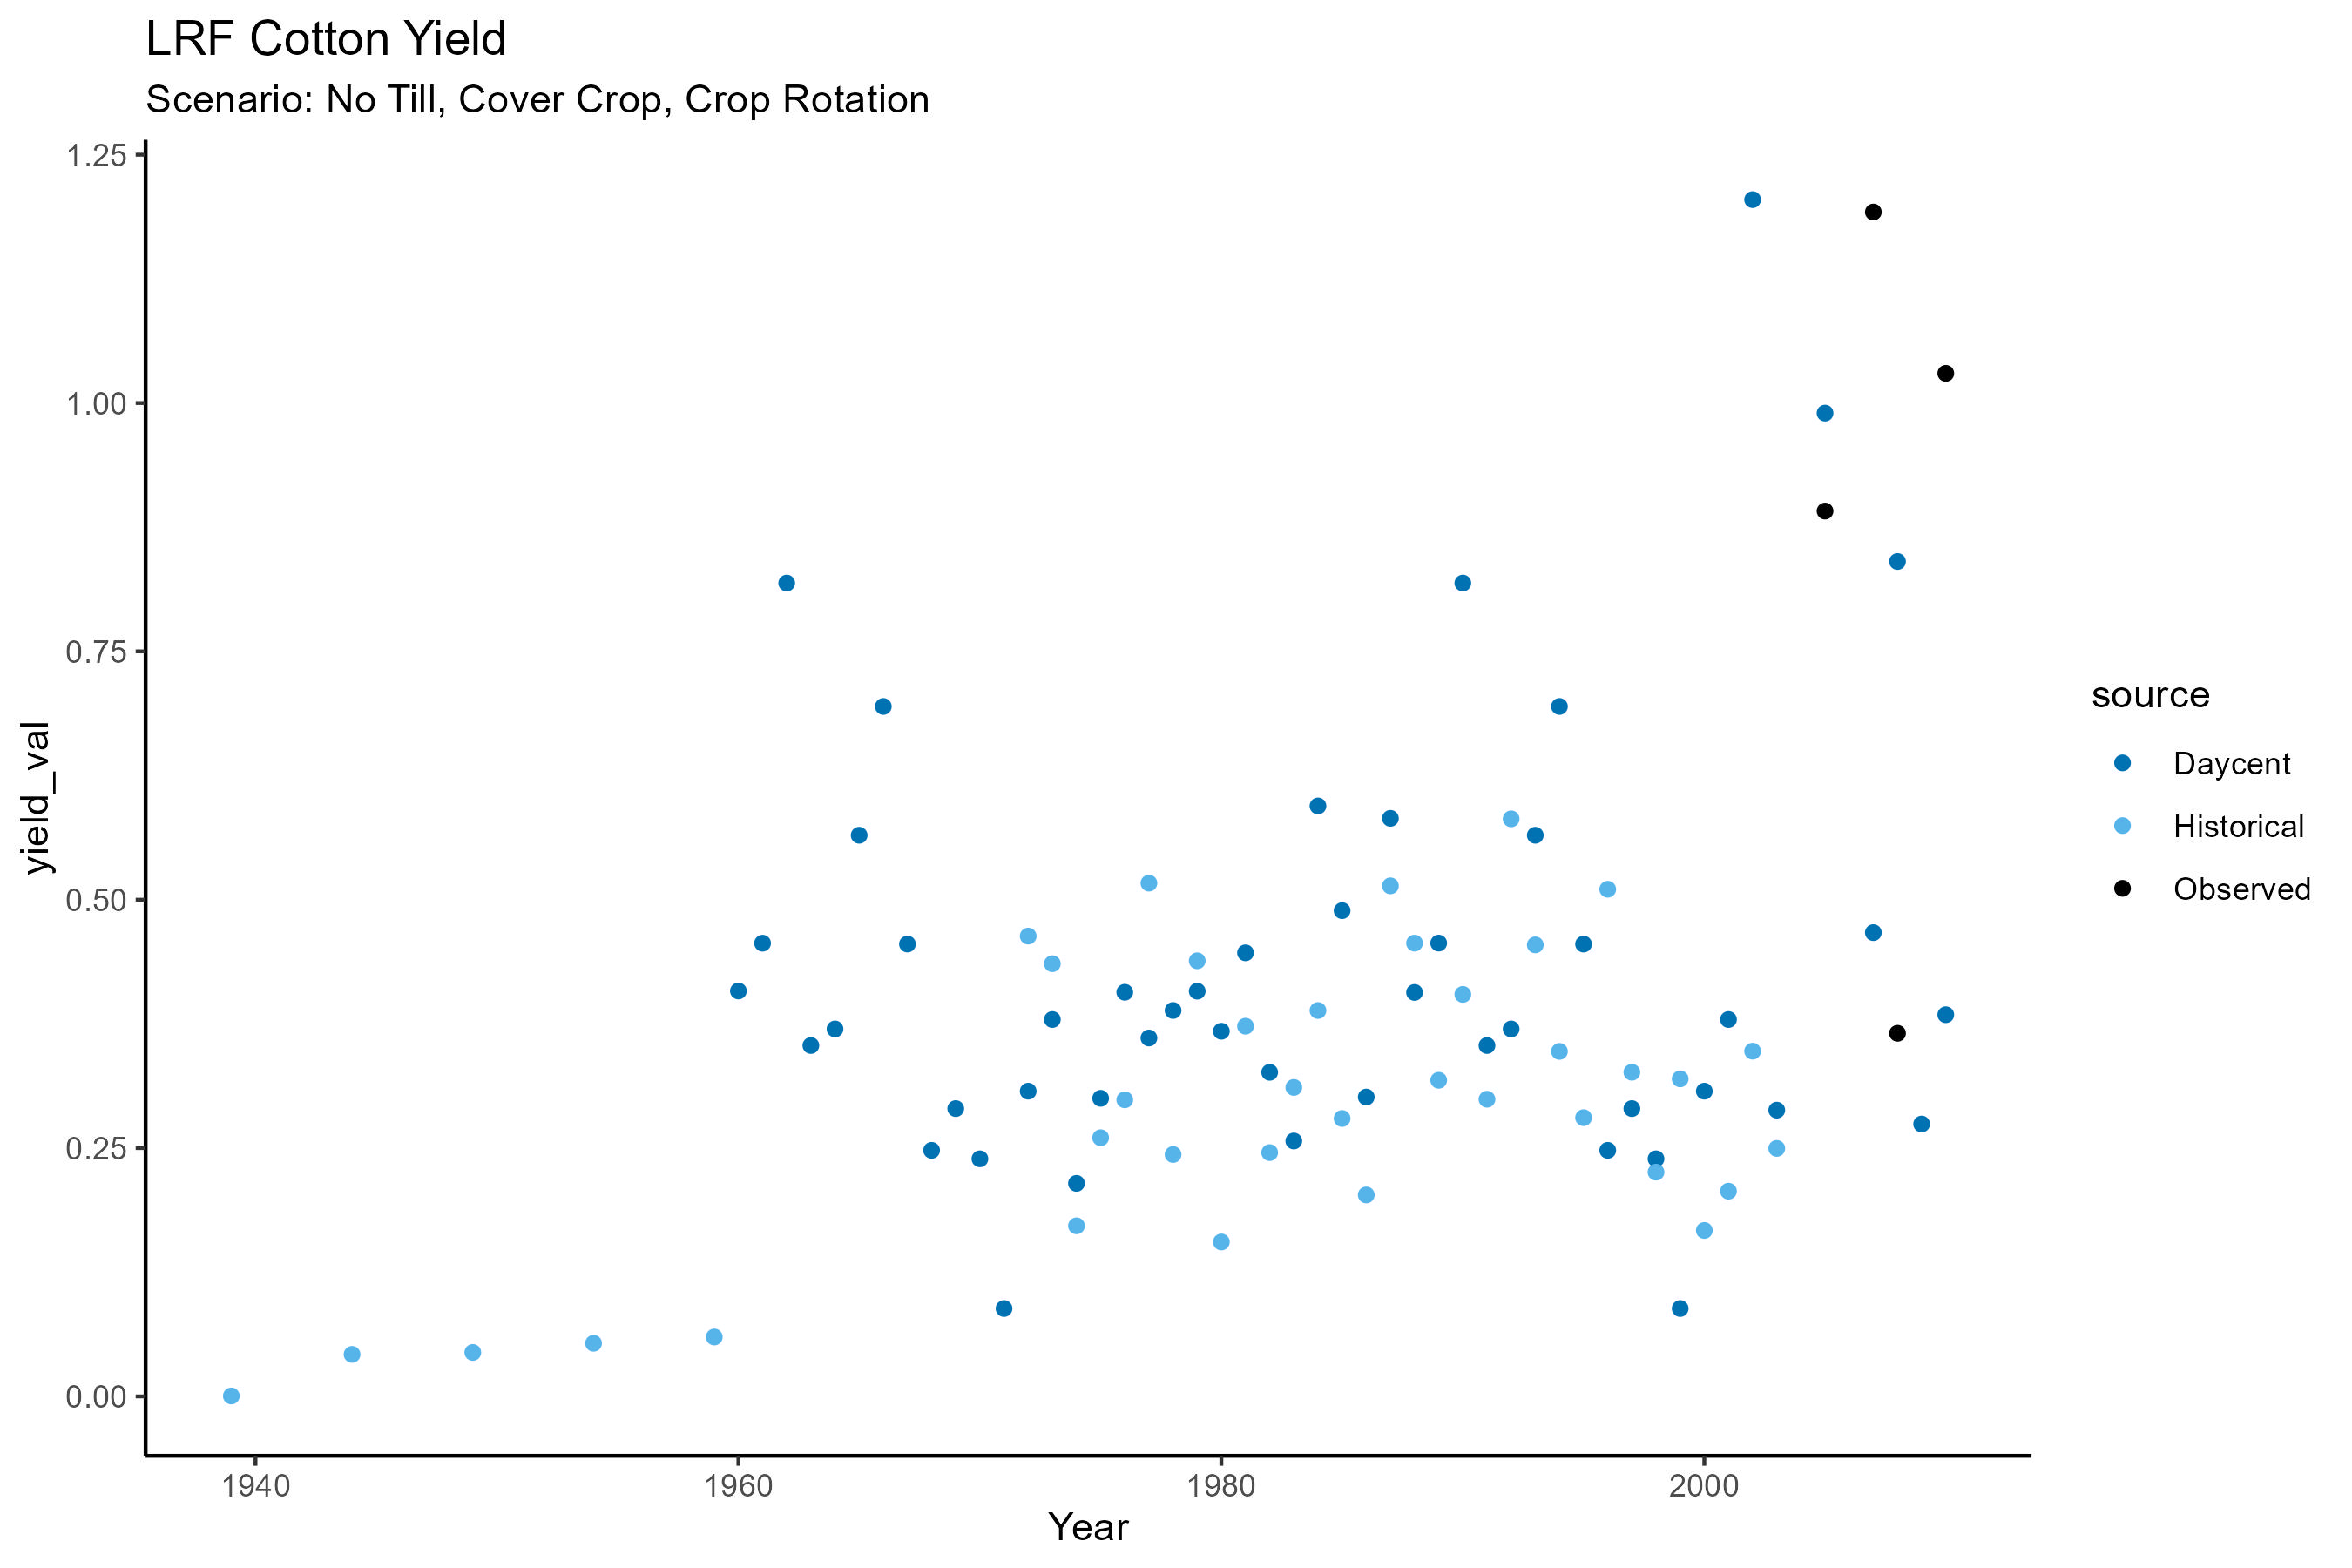 LRF Cotton Yield
Scenario: No Till, Cover Crop, Crop Rotation
1.25
1.00
0.75
0.50
0.25
0.00
yield_val
1940
1960
1980
2000
Year
source
Daycent
Historical
Observed